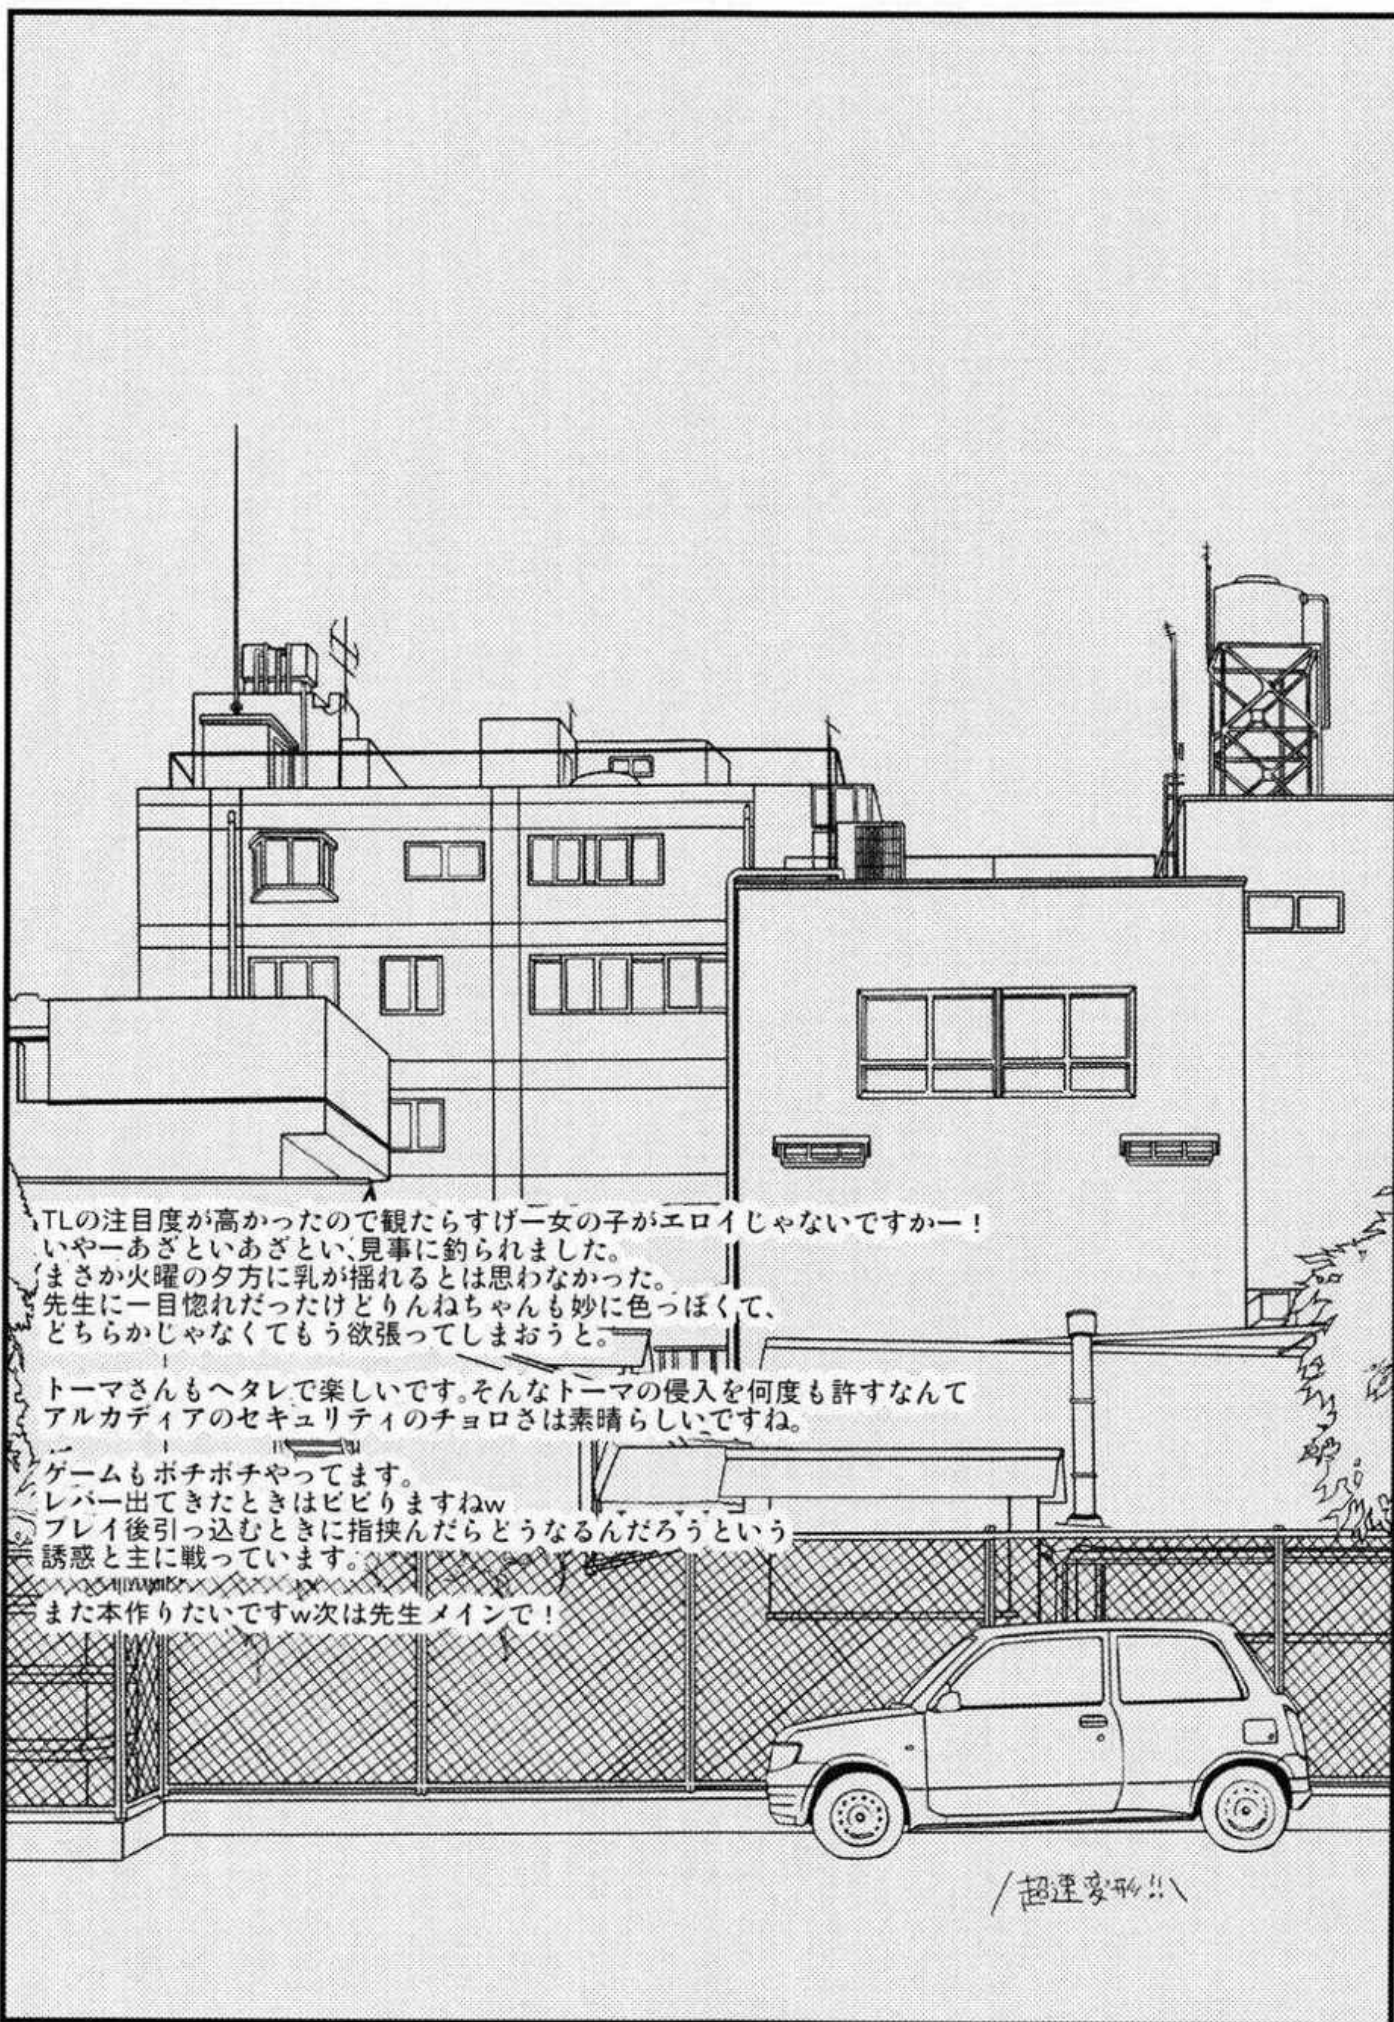 TLの注目度が高かったので観たらすげー女の子がエロイじゃないですかー！
いやーあざといあざとい、見事に釣られました。
まさか火曜の夕方に乳が揺れるとは思わなかった。
先生に一目惚れだったけどりんねちゃんも妙に色っぽくて、
どちらかじゃなくてもう欲張ってしまおうと。
トーマさんもヘタレで楽しいです。そんなトーマの侵入を何度も許すなんて
アルカディアのセキュリティのチョロさは素晴らしいですね。
ゲームもポチポチやってます。
レバー出てきたときはビビりますねw
プレイ後引っ込むときに指挟んだらどうなるんだろうという
誘惑と主に戦っています。
また本作りたいですw次は先生メインで！
超速変形!!